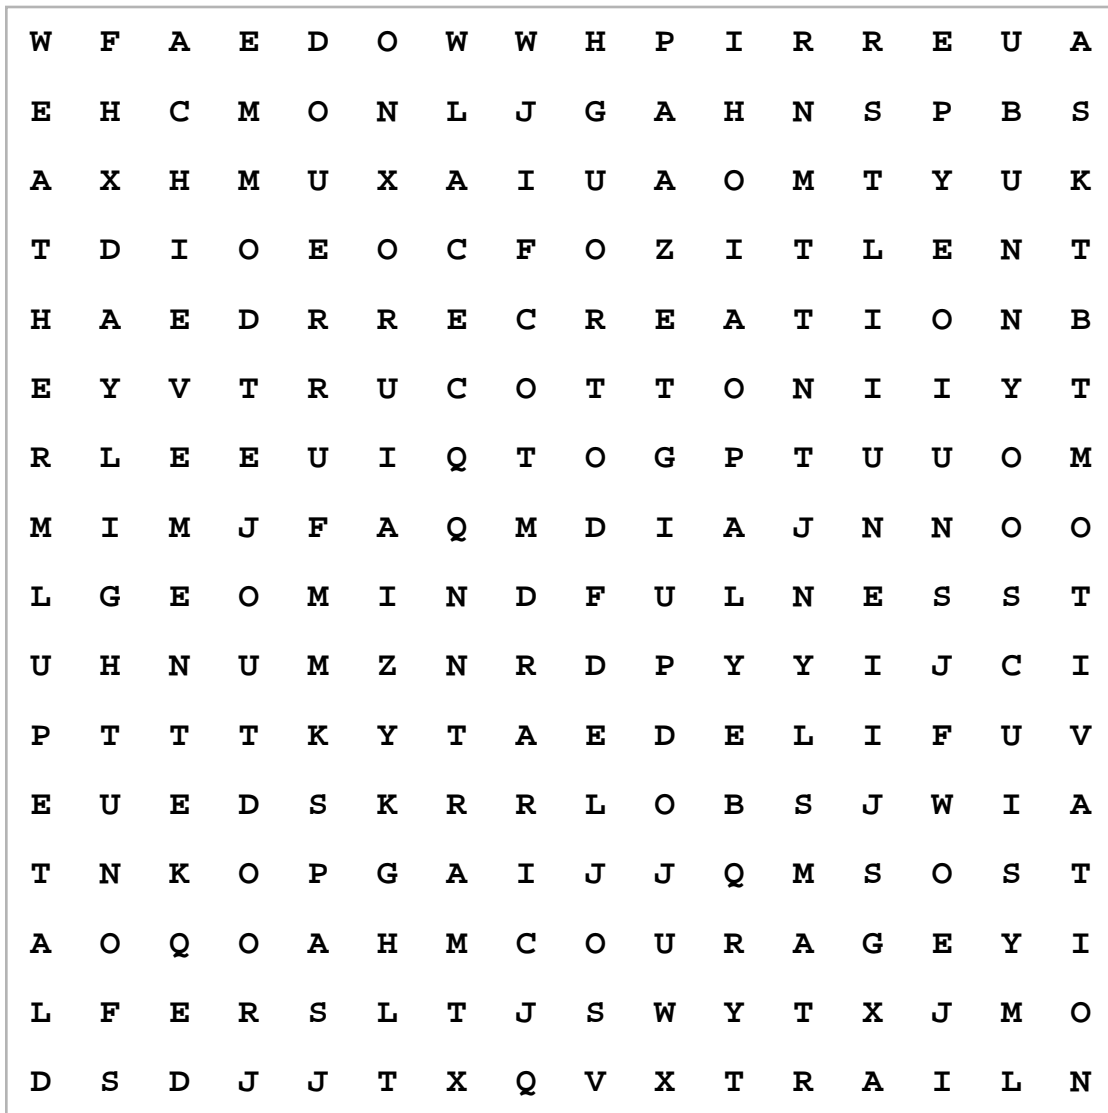 W F A E D O W W H P I R R E U A
E H C M O N L J G A H N S P B S
A X H M U X A I U A O M T Y U K
T D I O E O C F O Z I T L E N T
H A E D R R E C R E A T I O N B
E Y V T R U C O T T O N I I Y T
R L E E U I Q T O G P T U U O M
M I M J F A Q M D I A J N N O O
L G E O M I N D F U L N E S S T
U H N U M Z N R D P Y Y I J C I
P T T T K Y T A E D E L I F U V
E U E D S K R R L O B S J W I A
T N K O P G A I J J Q M S O S T
A O Q O A H M C O U R A G E Y I
L F E R S L T J S W Y T X J M O
D S D J J T X Q V X T R A I L N